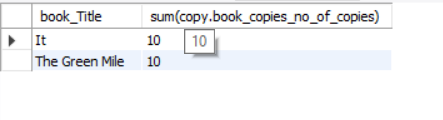 book_Title sum(copy.book_copies_no_of_copies)
It 10 10
The Green Mile 10